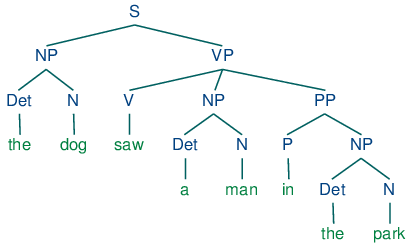 S
NP VP
Det N V NP PP
the dog saw Det N P NP
a man in Det N
the park